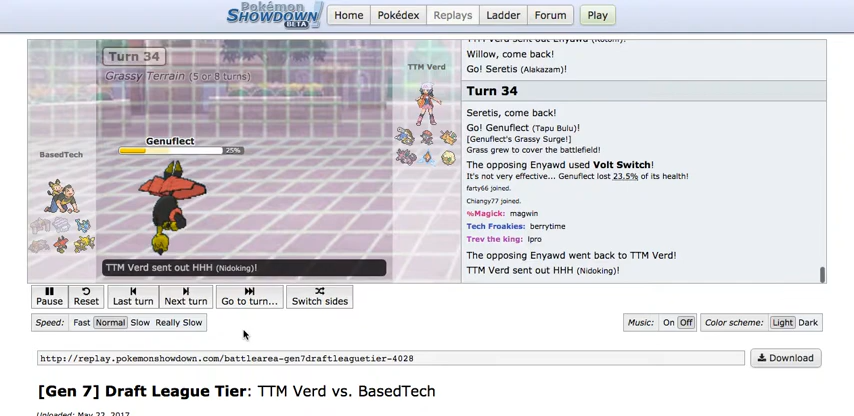 Pokémon
SHOWDOWN!
BETA
Home
Pokédex
Replays
Ladder
Forum
Play
Turn 34
Grassy Terrain (5 or 8 turns)
TTM Verd
Genuflect
25%
BasedTech
TTM Verd sent out HHH (Nidoking)!
Willow, come back!
Go! Seretis (Alakazam)!
Turn 34
Seretis, come back!
Go! Genuflect (Tapu Bulu)!
[Genuflect's Grassy Surge!]
Grass grew to cover the battlefield!
The opposing Enyawd used Volt Switch!
It's not very effective... Genuflect lost 23.5% of its health!
farty66 joined.
Chiangy77 joined.
%Magick: magwin
Tech Froakies: berrytime
Trev the king: lpro
The opposing Enyawd went back to TTM Verd!
TTM Verd sent out HHH (Nidoking)!
Pause
Reset
Last turn
Next turn
Go to turn...
Switch sides
Speed: Fast Normal Slow Really Slow
Music: On Off
Color scheme: Light Dark
http://replay.pokemonshowdown.com/battlearea-gen7draftleaguetier-4028
Download
[Gen 7] Draft League Tier: TTM Verd vs. BasedTech
Uploaded: May 22, 2017